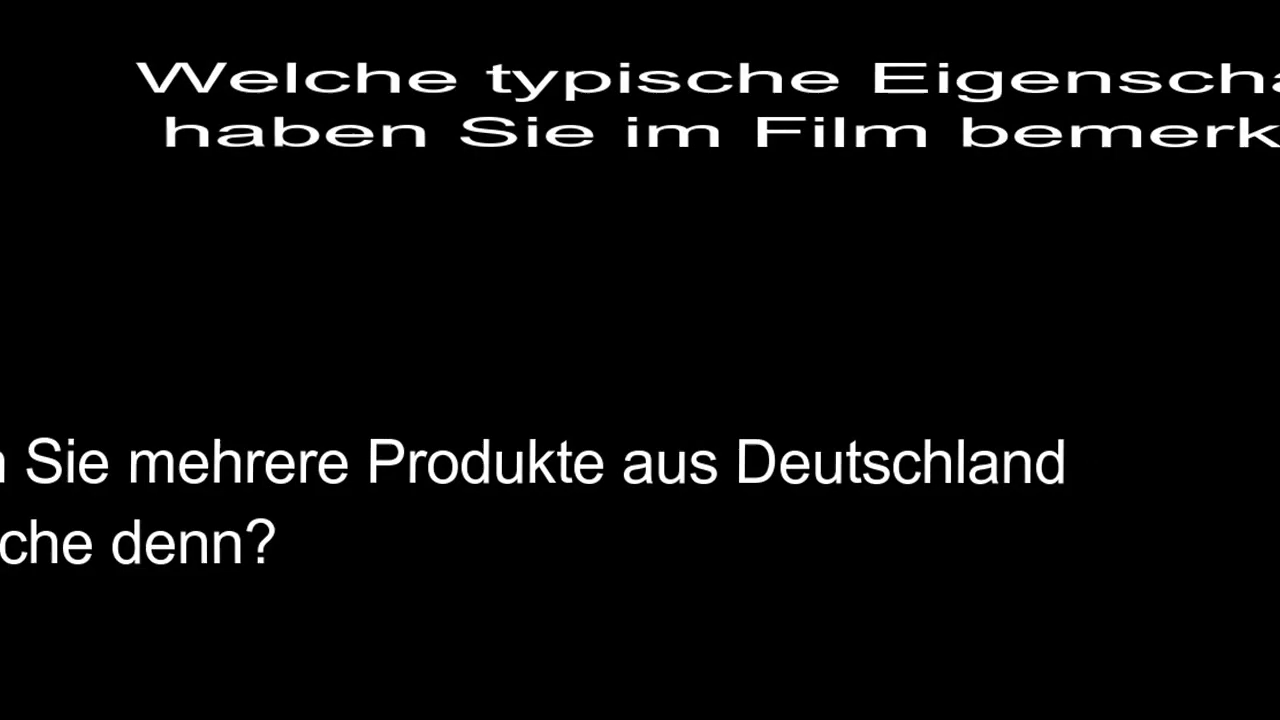 Welche typische Eigenscha
haben Sie im Film bemerk
Sie mehrere Produkte aus Deutschland
che denn?